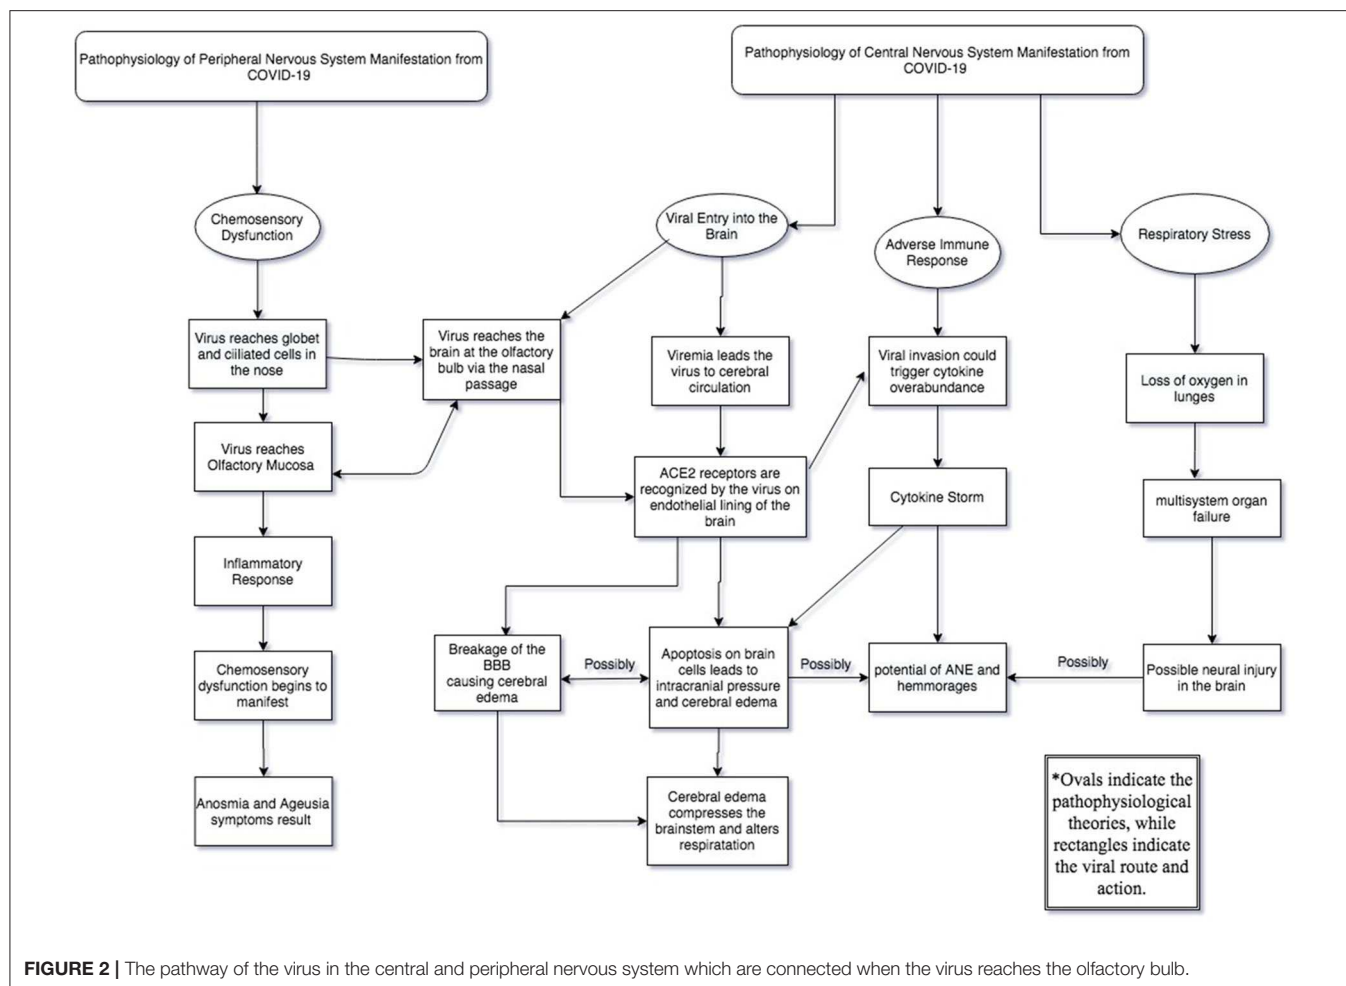 Pathophysiology of Peripheral Nervous System Manifestation from
COVID-19
Pathophysiology of Central Nervous System Manifestation from
COVID-19
Chemosensory
Dysfunction
Viral Entry into the
Brain
Adverse Immune
Response
Respiratory Stress
Virus reaches globet
and ciiliated cells in
the nose
Virus reaches the
brain at the olfactory
bulb via the nasal
passage
Viremia leads the
virus to cerebral
circulation
Viral invasion could
trigger cytokine
overabundance
Loss of oxygen in
lunges
Virus reaches
Olfactory Mucosa
ACE2 receptors are
recognized by the virus on
endothelial lining of the
brain
Cytokine Storm
multisystem organ
failure
Inflammatory
Response
Chemosensory
dysfunction begins to
manifest
Breakage of the
BBB
causing cerebral
edema
Possibly
Apoptosis on brain
cells leads to
intracranial pressure
and cerebral edema
Possibly
potential of ANE and
hemmorages
Possibly
Possible neural injury
in the brain
Anosmia and Ageusia
symptoms result
Cerebral edema
compresses the
brainstem and alters
respiratation
*Ovals indicate the
pathophysiological
theories, while
rectangles indicate
the viral route and
action.
FIGURE 2 | The pathway of the virus in the central and peripheral nervous system which are connected when the virus reaches the olfactory bulb.